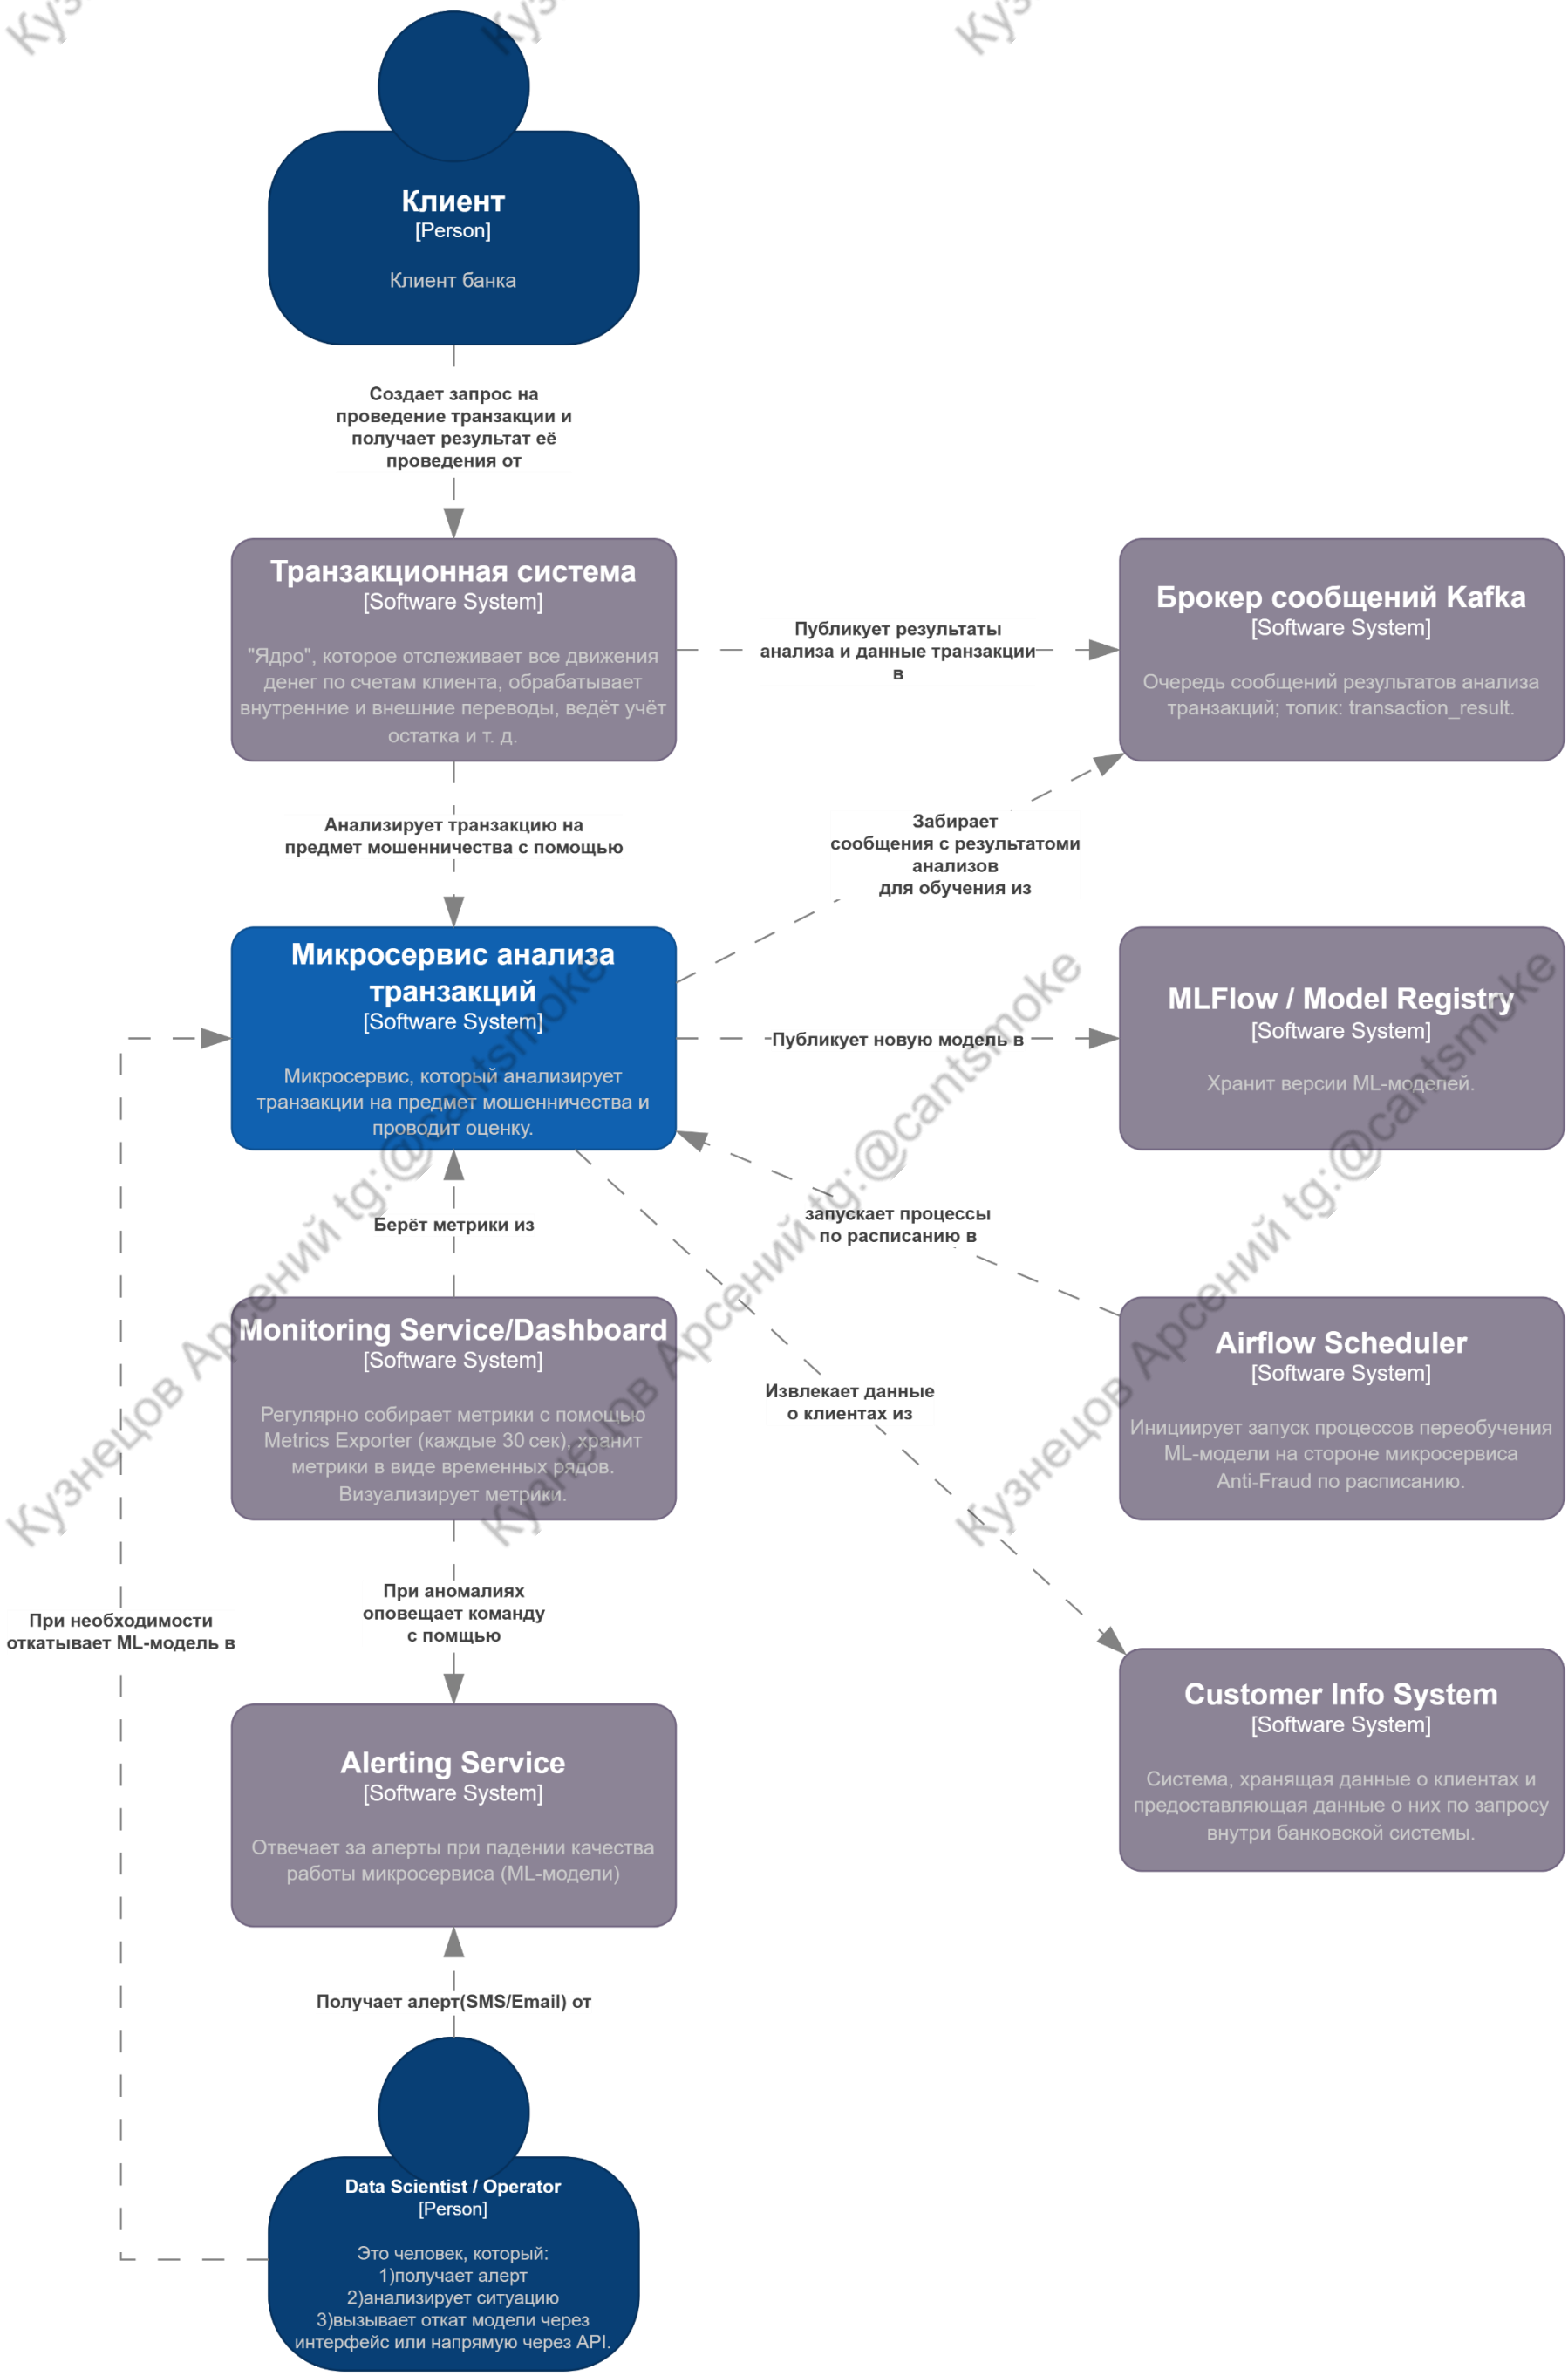 Клиент
[Person]
Клиент банка
Создает запрос на
проведение транзакции и
получает результат её
проведения от
Транзакционная система
[Software System]
"Ядро", которое отслеживает все движения
денег по счетам клиента, обрабатывает
внутренние и внешние переводы, ведёт учёт
остатка и т. д.
Публикует результаты
анализа и данные транзакции
в
Брокер сообщений Kafka
[Software System]
Очередь сообщений результатов анализа
транзакций; топик: transaction_result.
Анализирует транзакцию на
предмет мошенничества с помощью
Забирает
сообщения с результатоми
анализов
для обучения из
Микросервис анализа
транзакций
[Software System]
Микросервис, который анализирует
транзакции на предмет мошенничества и
проводит оценку.
Публикует новую модель в
MLFlow / Model Registry
[Software System]
Хранит версии ML-моделей.
Берёт метрики из
запускает процессы
по расписанию в
Monitoring Service/Dashboard
[Software System]
Регулярно собирает метрики с помощью
Metrics Exporter (каждые 30 сек), хранит
метрики в виде временных рядов.
Визуализирует метрики.
Извлекает данные
о клиентах из
Airflow Scheduler
[Software System]
Инициирует запуск процессов переобучения
ML-модели на стороне микросервиса
Anti-Fraud по расписанию.
При аномалиях
оповещает команду
с помщью
При необходимости
откатывает ML-модель в
Alerting Service
[Software System]
Отвечает за алерты при падении качества
работы микросервиса (ML-модели)
Customer Info System
[Software System]
Система, хранящая данные о клиентах и
предоставляющая данные о них по запросу
внутри банковской системы.
Получает алерт(SMS/Email) от
Data Scientist / Operator
[Person]
Это человек, который:
1)получает алерт
2)анализирует ситуацию
3)вызывает откат модели через
интерфейс или напрямую через API.
Кузнецов Арсений tg:@cantsmoke
Кузнецов Арсений tg:@cantsmoke
Кузнецов Арсений tg:@cantsmoke
Куз
Куз
Куз